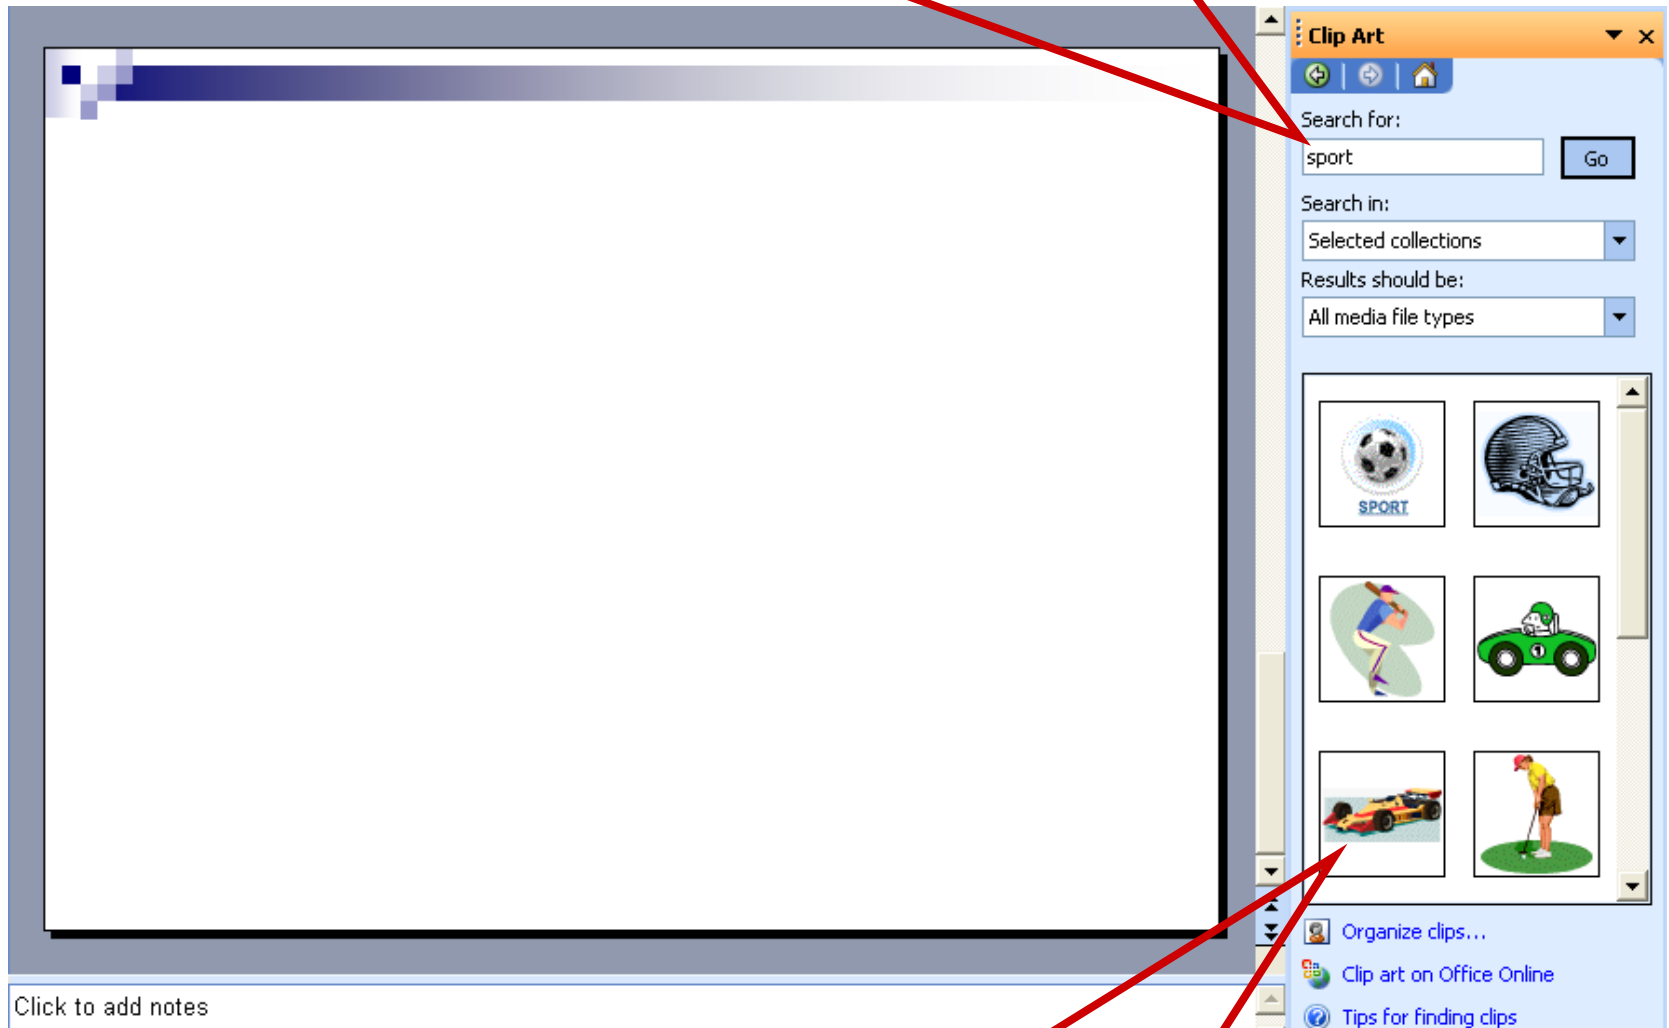 Clip Art
Search for:
sport
Go
Search in:
Selected collections
Results should be:
All media file types
SPORT
1
Organize clips...
Clip art on Office Online
Tips for finding clips
Click to add notes